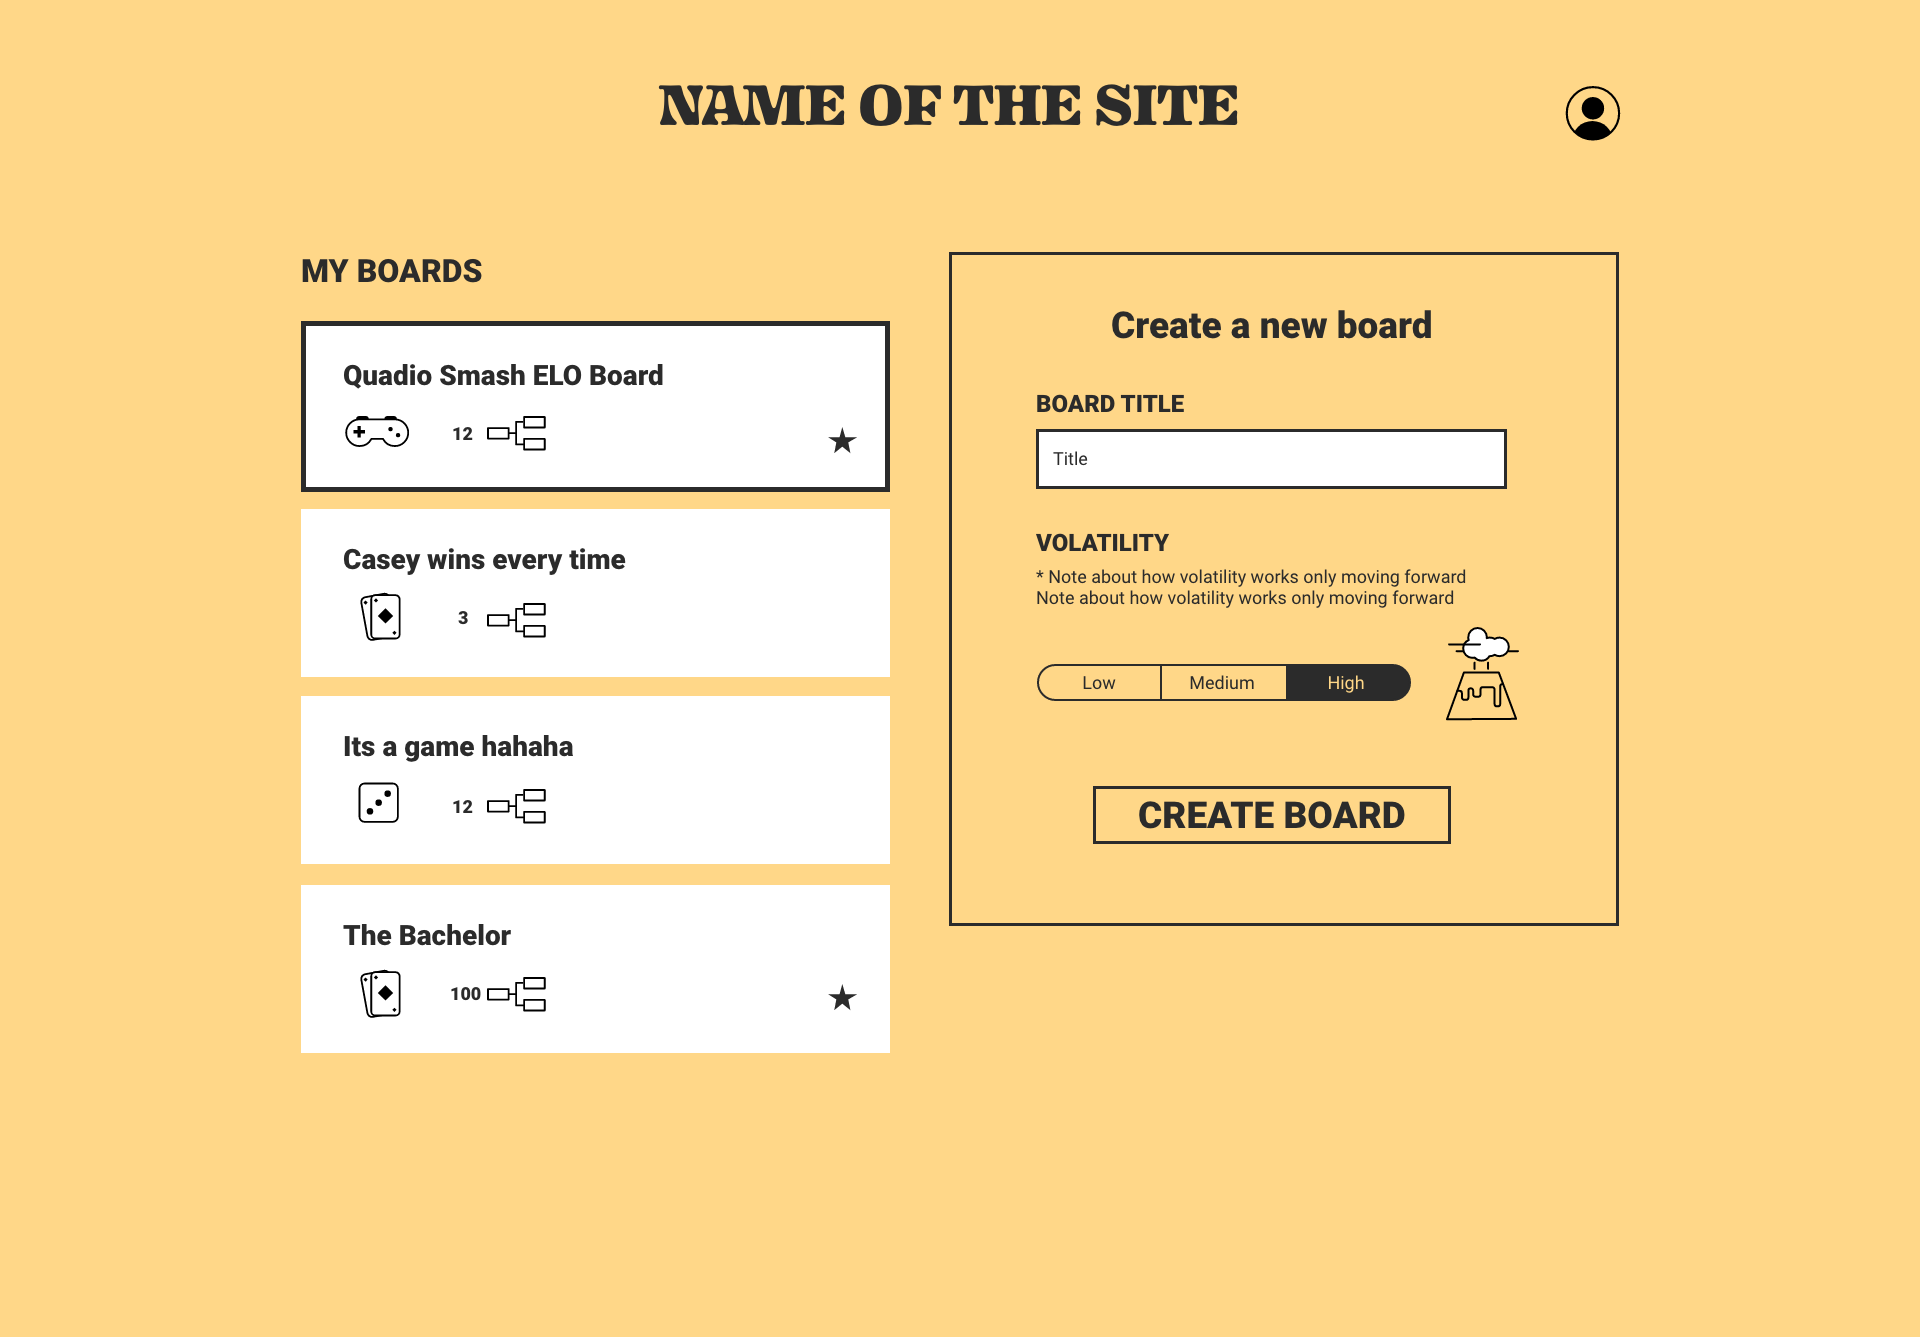 NAME OF THE SITE
MY BOARDS
Quadio Smash ELO Board
12
Casey wins every time
3
Its a game hahaha
12
The Bachelor
100
Create a new board
BOARD TITLE
Title
VOLATILITY
* Note about how volatility works only moving forward
Note about how volatility works only moving forward
Low Medium High
CREATE BOARD